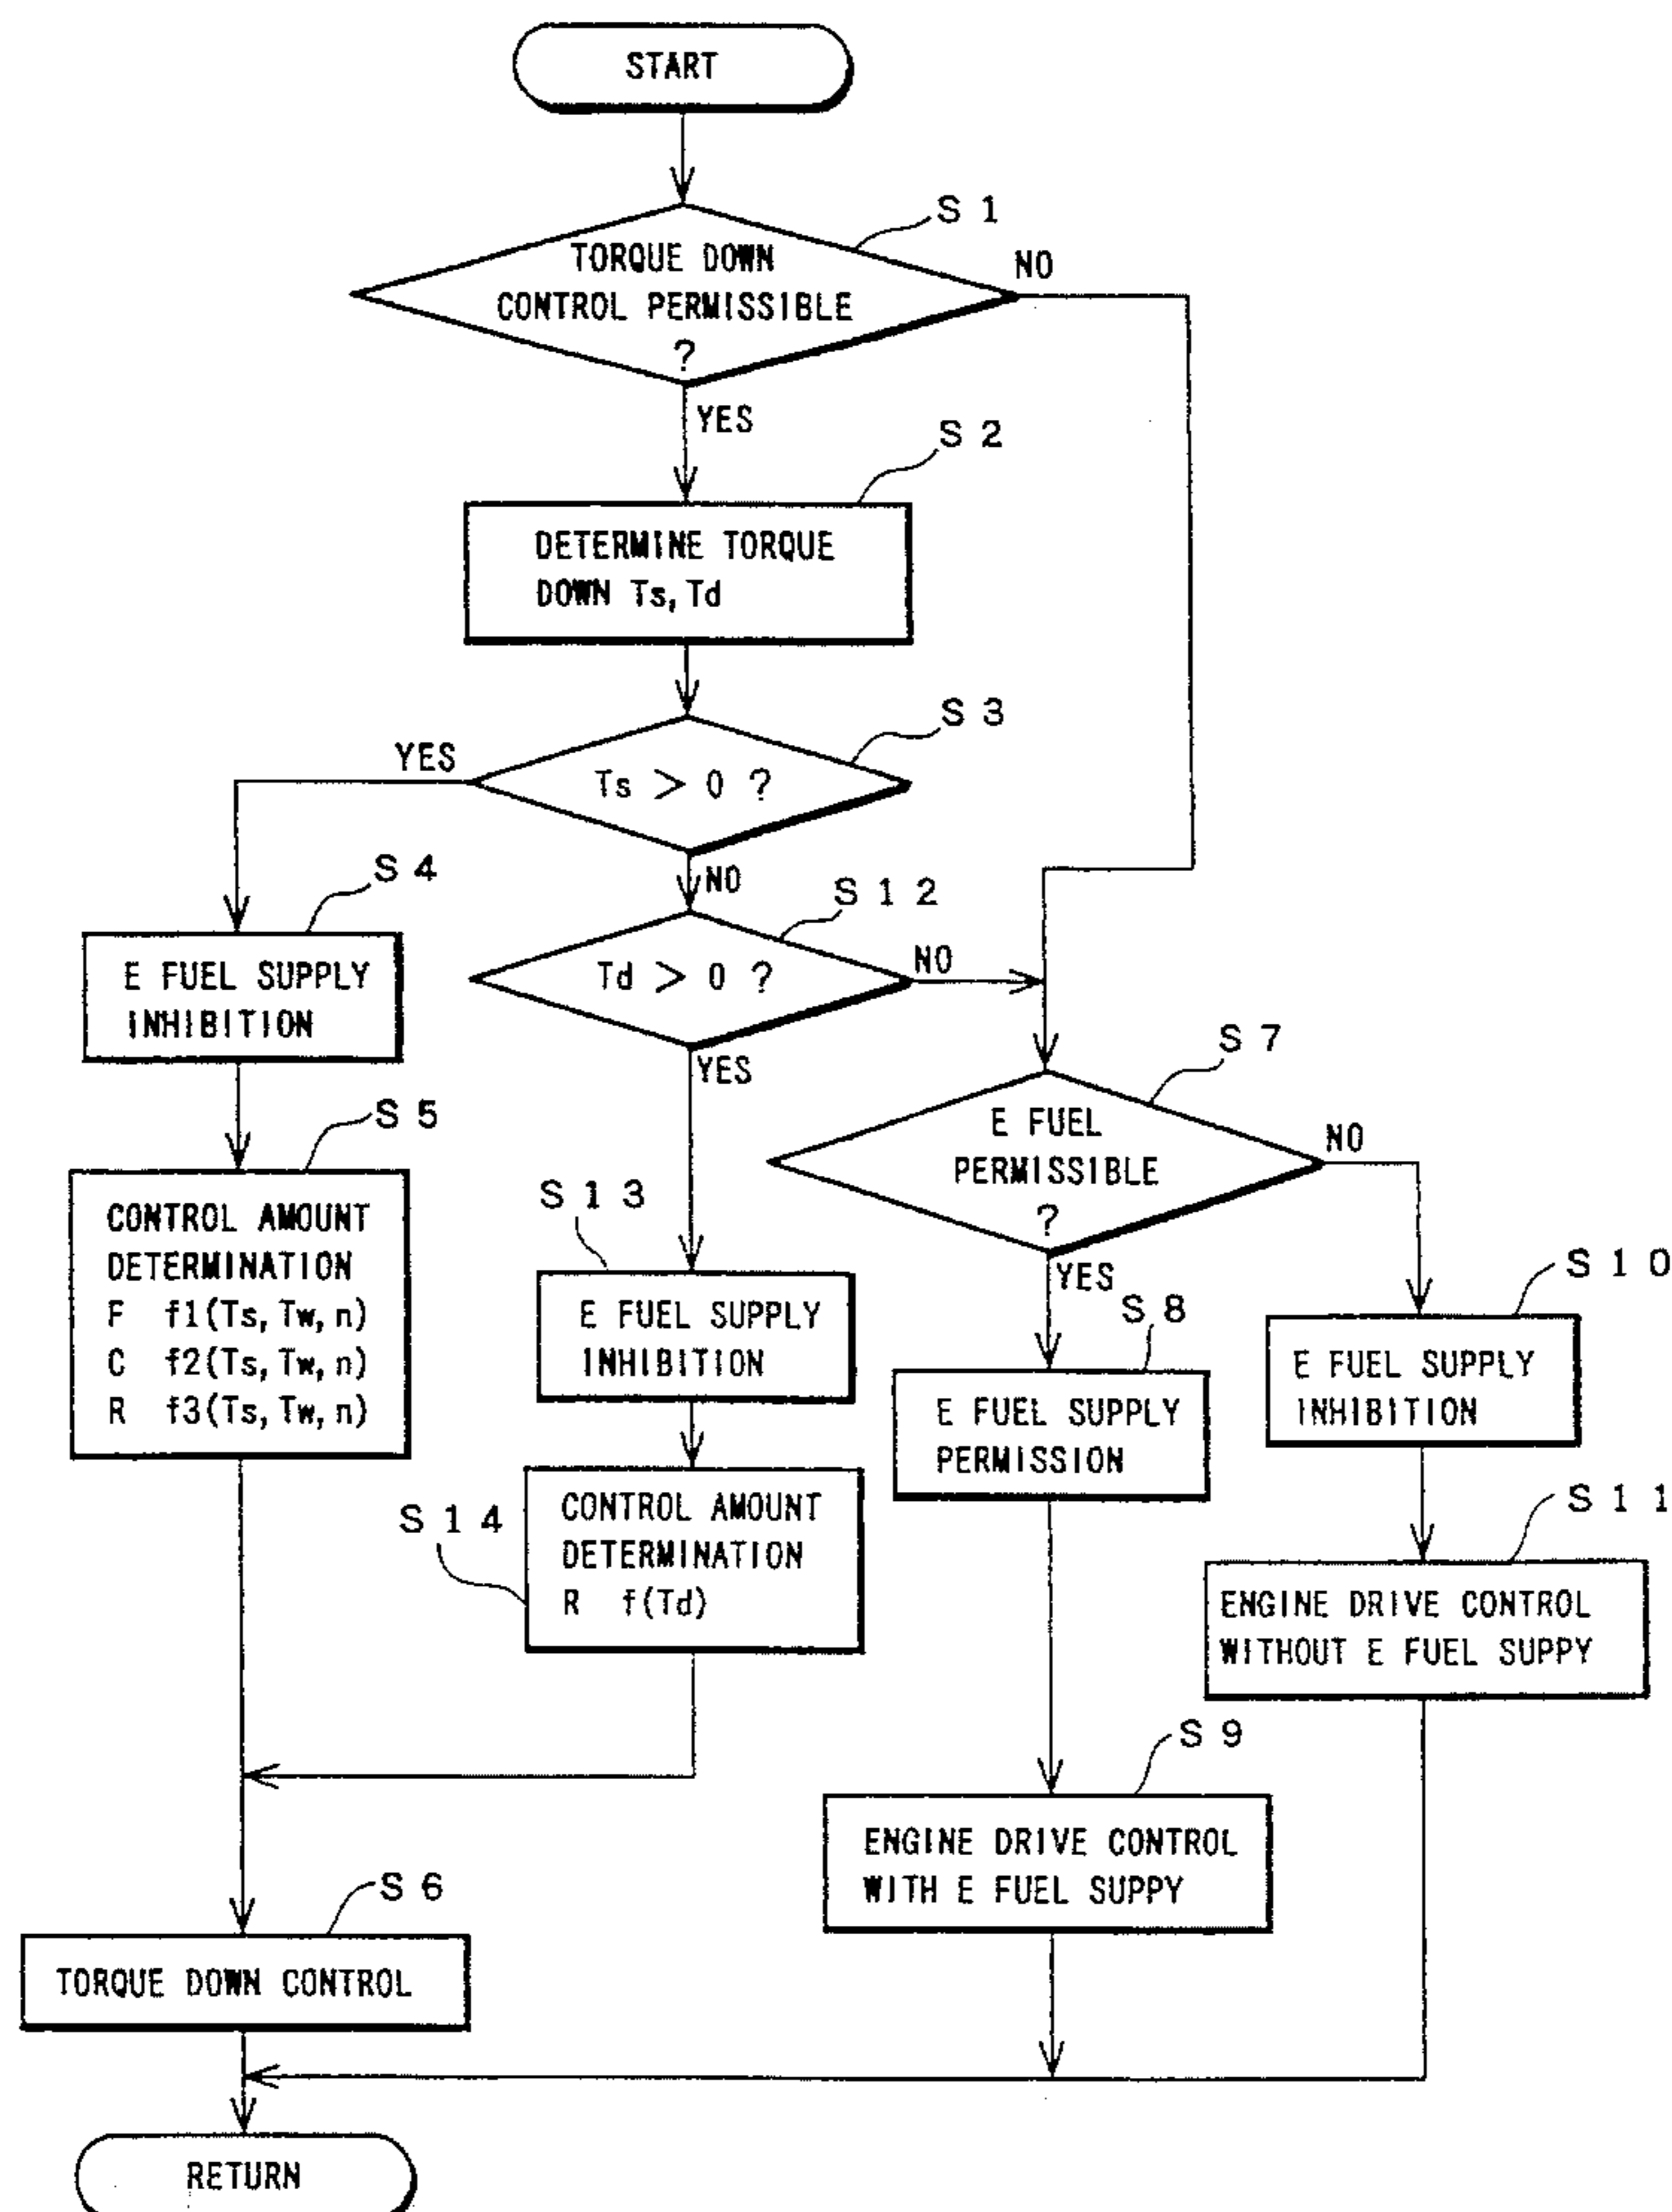 START
S 1
TORQUE DOWN
CONTROL PERMISSIBLE
?
NO
YES
S 2
DETERMINE TORQUE
DOWN Ts, Td
S 3
YES
Ts > 0 ?
NO
S 4
E FUEL SUPPLY
INHIBITION
S 1 2
Td > 0 ?
NO
YES
S 5
CONTROL AMOUNT
DETERMINATION
F f1(Ts, Tw, n)
C f2(Ts, Tw, n)
R f3(Ts, Tw, n)
S 7
E FUEL
PERMISSIBLE
?
NO
YES
S 1 3
E FUEL SUPPLY
INHIBITION
S 8
E FUEL SUPPLY
PERMISSION
S 1 0
E FUEL SUPPLY
INHIBITION
S 1 4
CONTROL AMOUNT
DETERMINATION
R f(Td)
S 1 1
ENGINE DRIVE CONTROL
WITHOUT E FUEL SUPPY
S 9
ENGINE DRIVE CONTROL
WITH E FUEL SUPPY
S 6
TORQUE DOWN CONTROL
RETURN